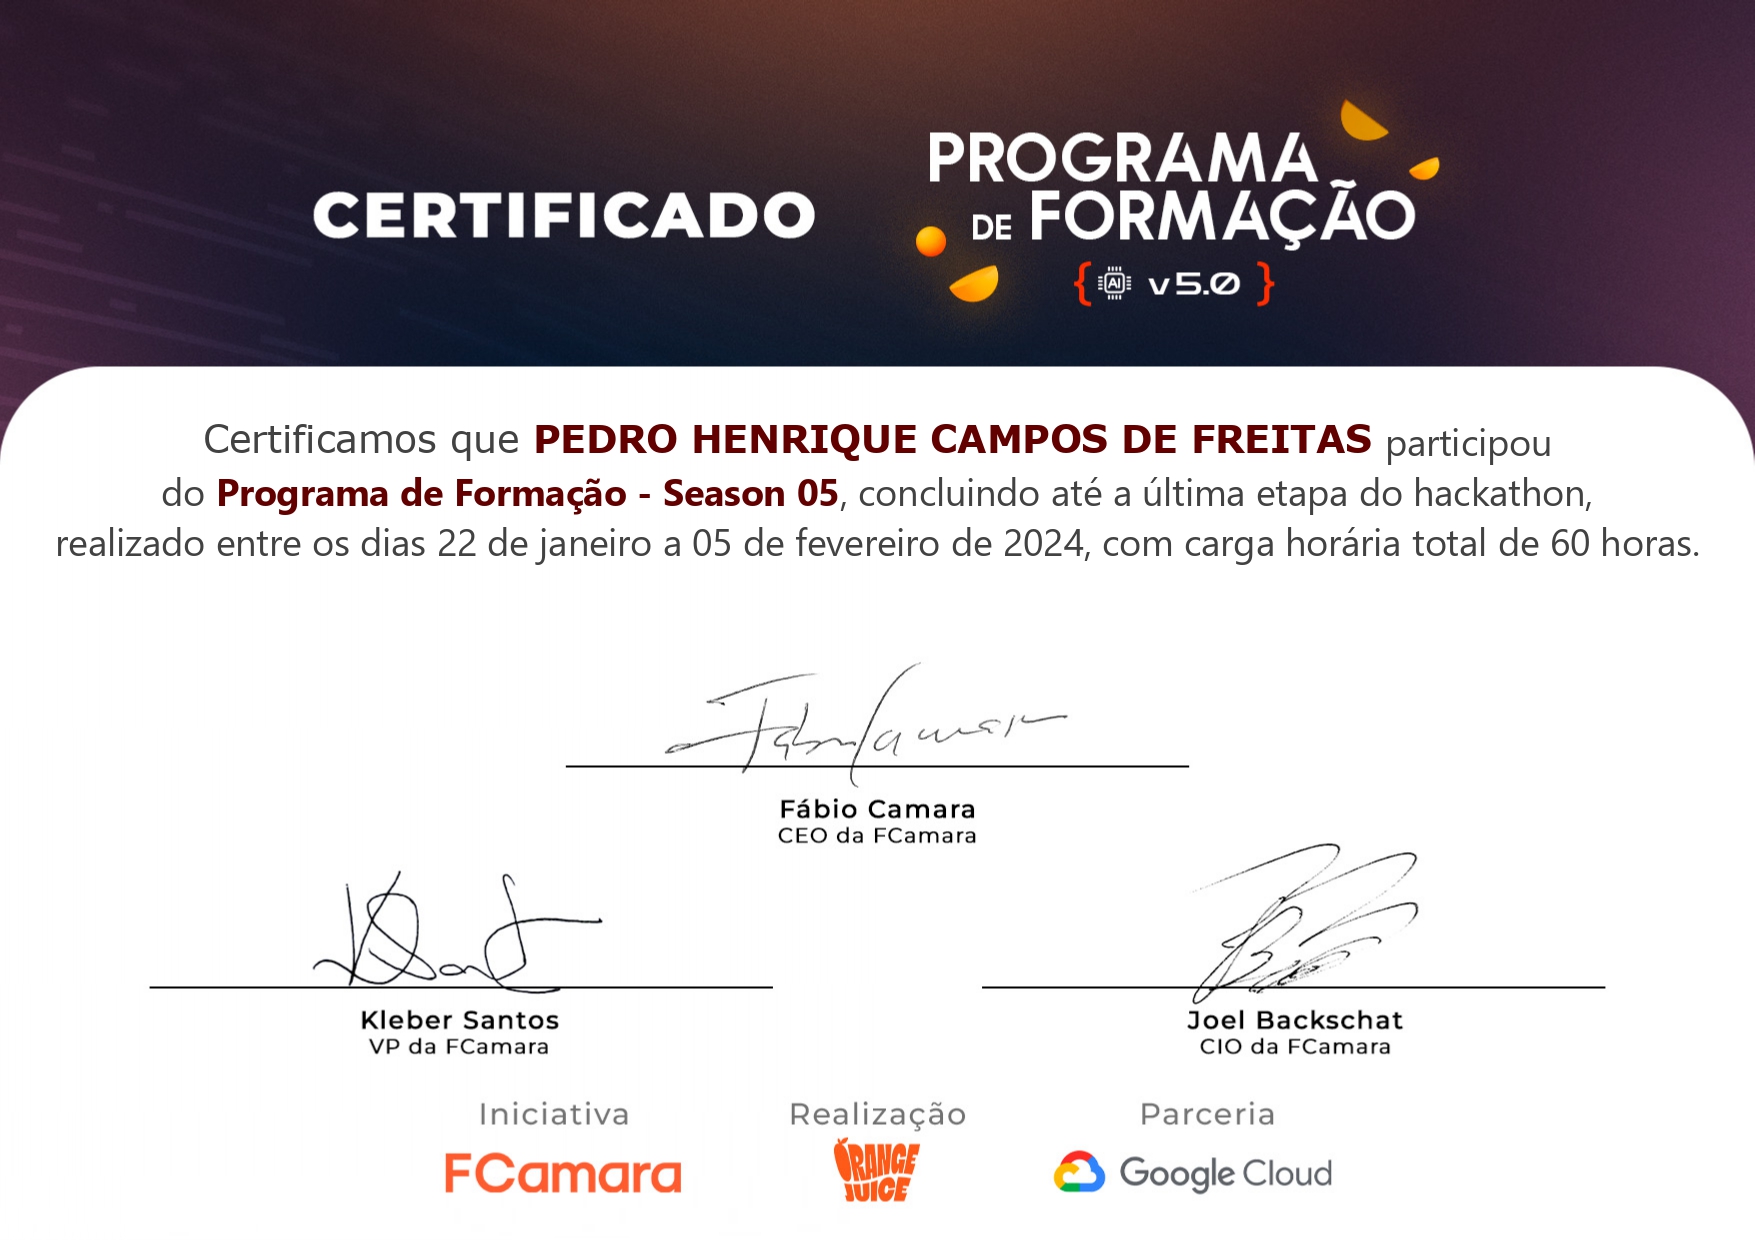 CERTIFICADO
PROGRAMA
DE FORMAÇÃO
{ AI v5.0 }
Certificamos que PEDRO HENRIQUE CAMPOS DE FREITAS participou
do Programa de Formação - Season 05, concluindo até a última etapa do hackathon,
realizado entre os dias 22 de janeiro a 05 de fevereiro de 2024, com carga horária total de 60 horas.
Fábio Camara
CEO da FCamara
Kleber Santos
VP da FCamara
Joel Backschat
CIO da FCamara
Iniciativa
FCamara
Realização
ORANGE
JUICE
Parceria
Google Cloud